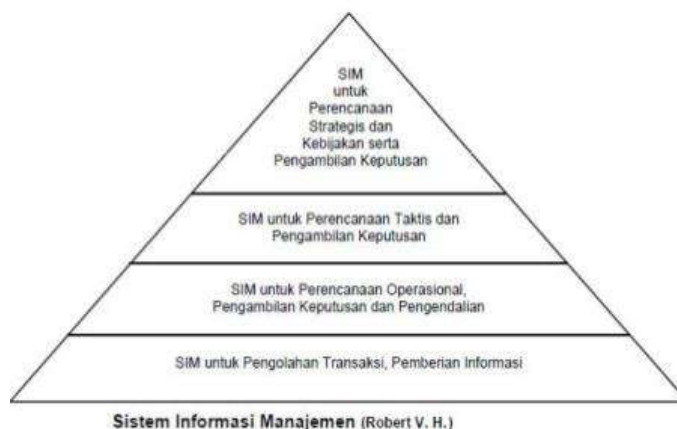 SIM
untuk
Perencanaan
Strategis dan
Kebijakan serta
Pengambilan Keputusan
SIM untuk Perencanaan Taktis dan
Pengambilan Keputusan
SIM untuk Perencanaan Operasional,
Pengambilan Keputusan dan Pengendalian
SIM untuk Pengolahan Transaksi, Pemberian Informasi
Sistem Informasi Manajemen (Robert V. H.)